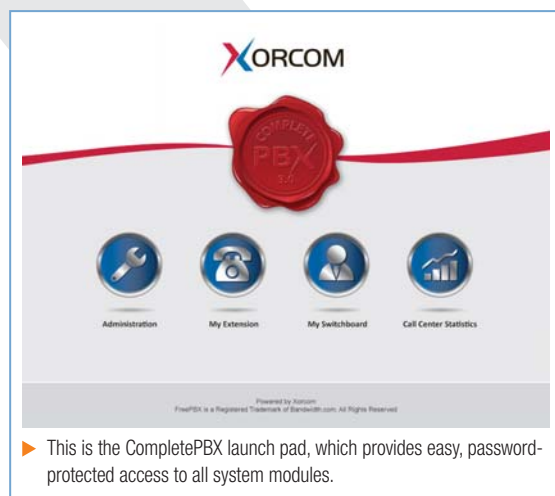 XORCOM
COMPLETE
PBX
3.0
Administration
My Extension
My Switchboard
Call Center Statistics
Powered by Xorcom
FreePBX is a Registered Trademark of Bandwidth.com. All Rights Reserved
This is the CompletePBX launch pad, which provides easy, password-
protected access to all system modules.